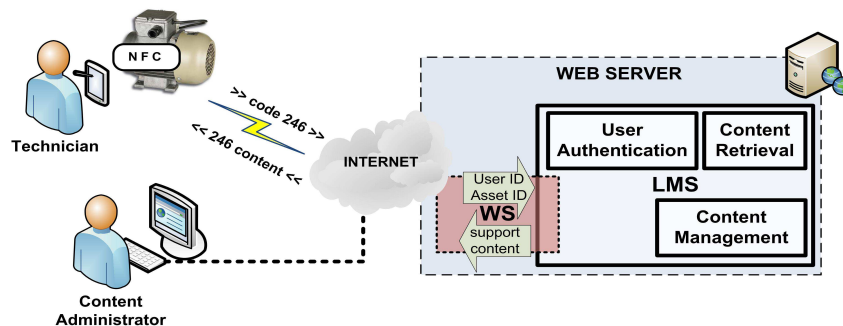 NFC
Technician
>> code 246 >>
<< 246 content <<
INTERNET
Content
Administrator
WEB SERVER
User
Authentication
Content
Retrieval
LMS
Content
Management
User ID
Asset ID
WS
support
content